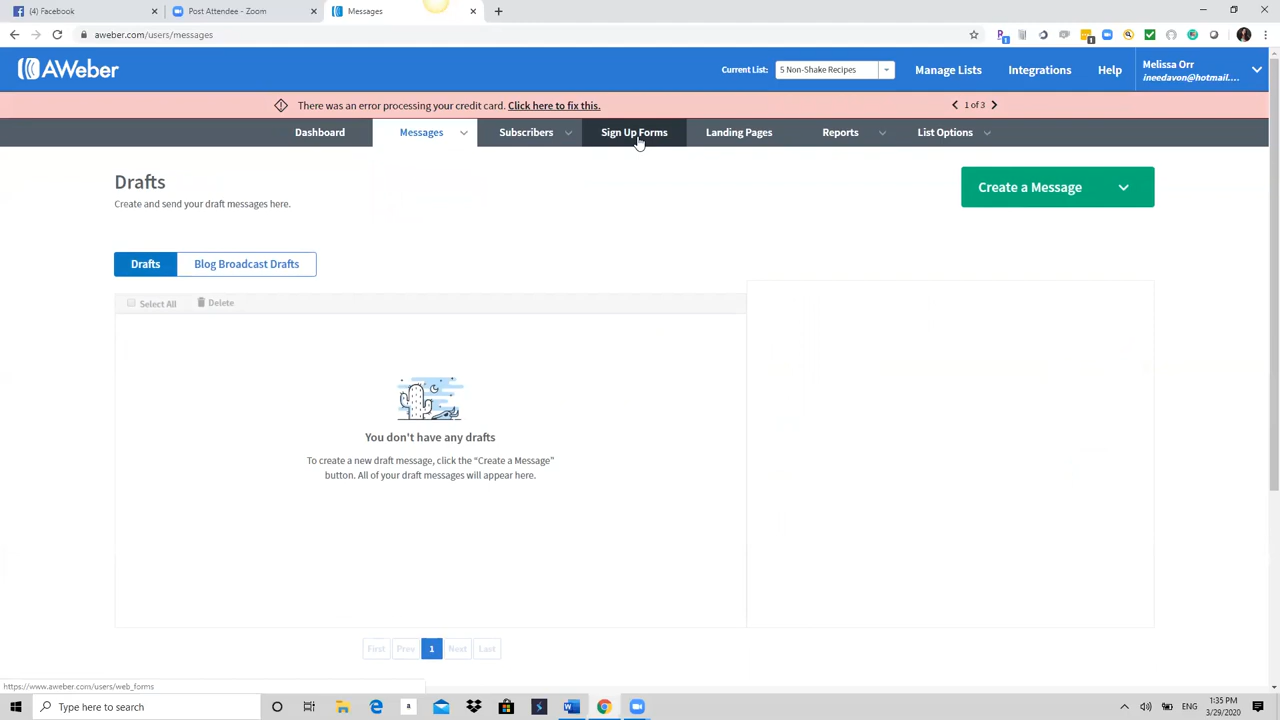 (4) Facebook
Post Attendee - Zoom
Messages
aweber.com/users/messages
AWeber
Current List:
5 Non-Shake Recipes
Manage Lists
Integrations
Help
Melissa Orr
ineedavon@hotmail....
There was an error processing your credit card. Click here to fix this.
1 of 3
Dashboard
Messages
Subscribers
Sign Up Forms
Landing Pages
Reports
List Options
Drafts
Create and send your draft messages here.
Create a Message
Drafts
Blog Broadcast Drafts
Select All
Delete
You don't have any drafts
To create a new draft message, click the “Create a Message”
button. All of your draft messages will appear here.
First
Prev
1
Next
Last
https://www.aweber.com/users/web_forms
Type here to search
a
ENG
1:35 PM
3/29/2020